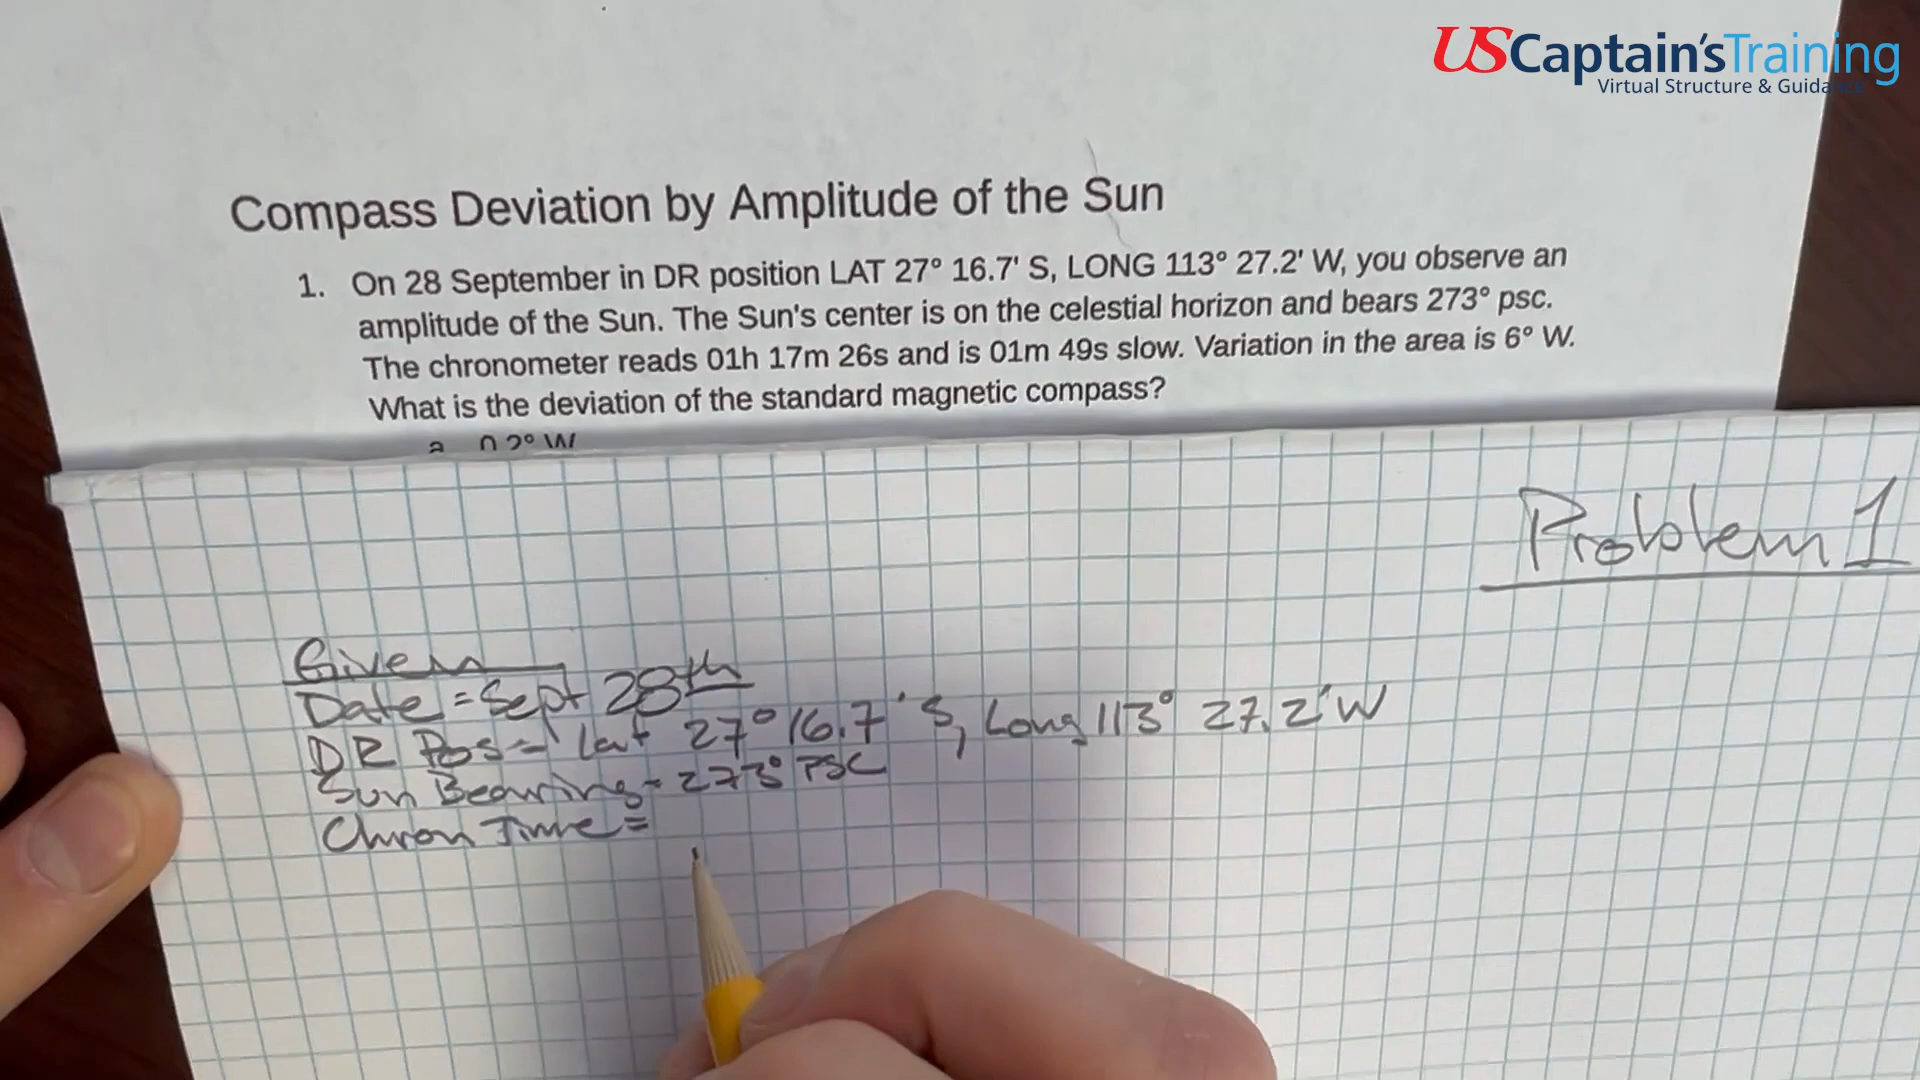 USCaptain'sTraining
Virtual Structure & Guidance
Compass Deviation by Amplitude of the Sun
1. On 28 September in DR position LAT 27° 16.7' S, LONG 113° 27.2' W, you observe an
amplitude of the Sun. The Sun's center is on the celestial horizon and bears 273° psc.
The chronometer reads 01h 17m 26s and is 01m 49s slow. Variation in the area is 6° W.
What is the deviation of the standard magnetic compass?
a. 0.2° W
Problem 1
Given
Date = Sept 28th
DR Pos = Lat 27° 16.7' S, Long 113° 27.2' W
Sun Bearing = 273° PSC
Chron Time =